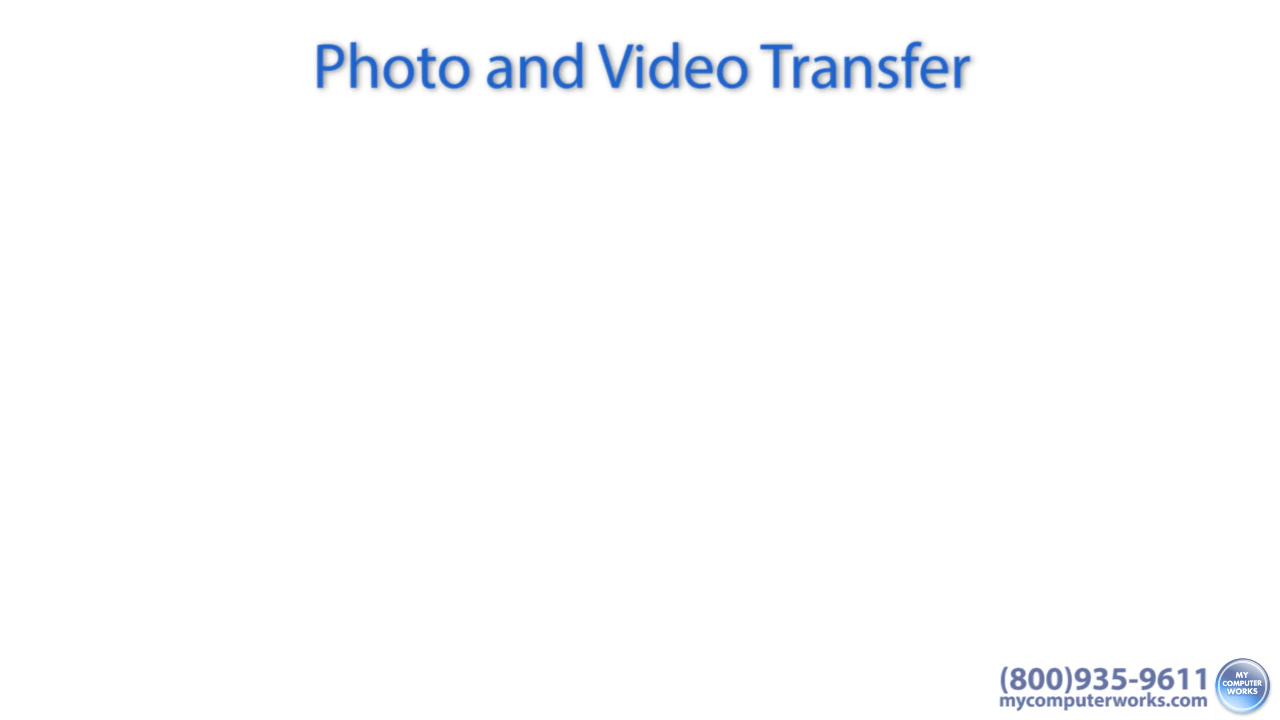 Photo and Video Transfer
(800)935-9611
mycomputerworks.com
MY
COMPUTER
WORKS